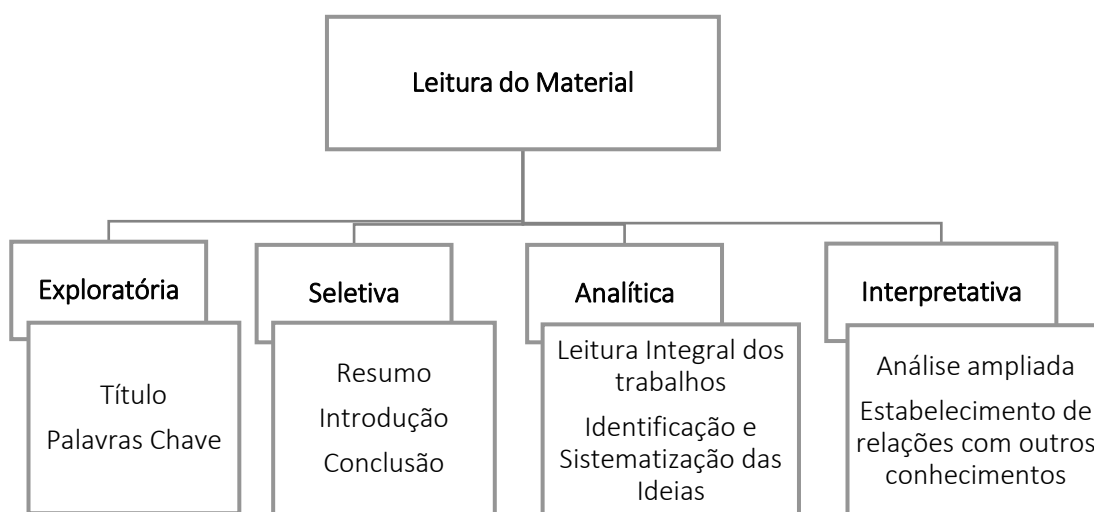 Leitura do Material
Exploratória
Título
Palavras Chave
Seletiva
Resumo
Introdução
Conclusão
Analítica
Leitura Integral dos
trabalhos
Identificação e
Sistematização das
Ideias
Interpretativa
Análise ampliada
Estabelecimento de
relações com outros
conhecimentos